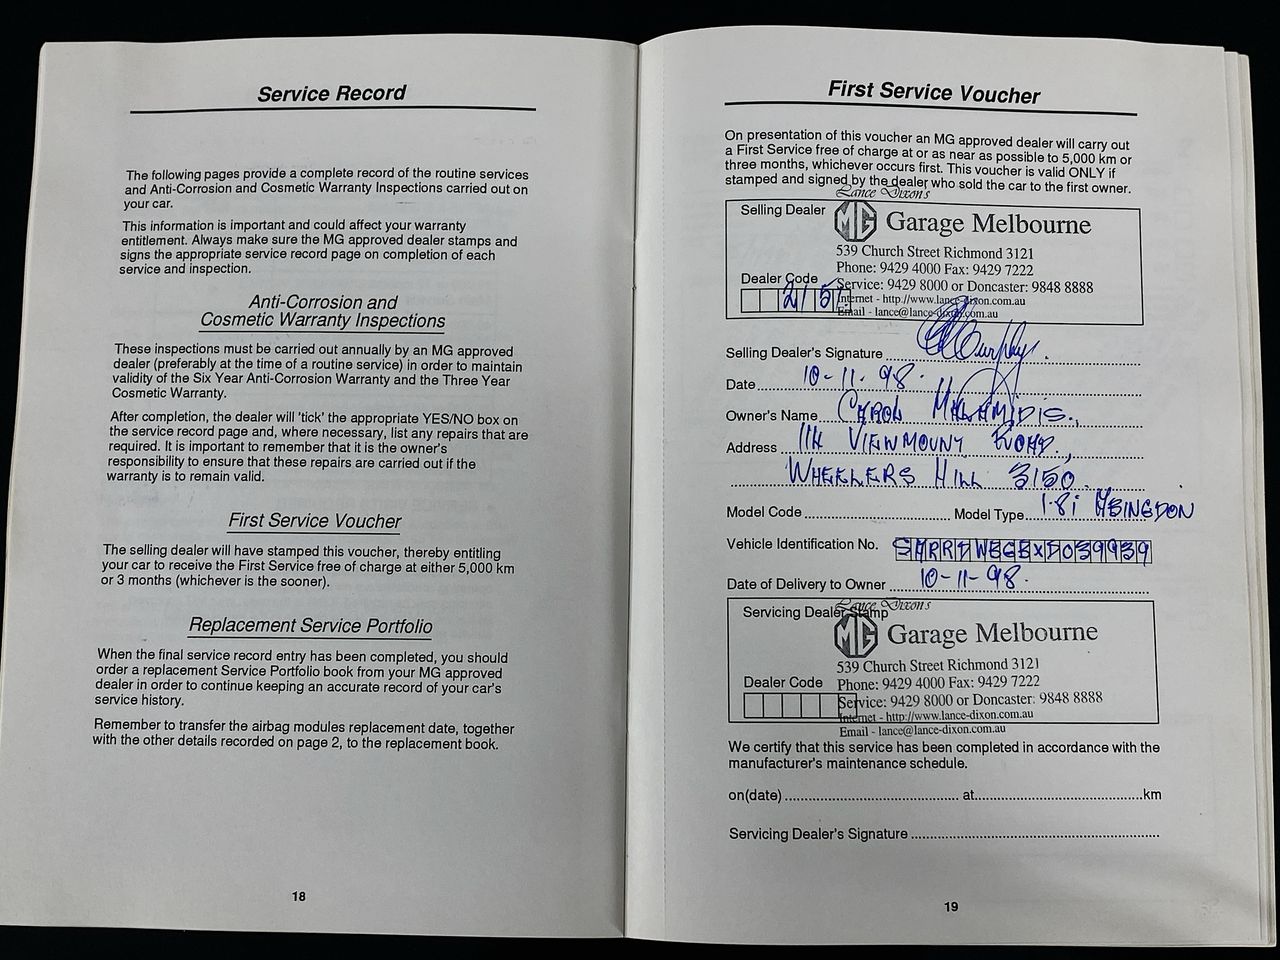 Service Record
The following pages provide a complete record of the routine services
and Anti-Corrosion and Cosmetic Warranty Inspections carried out on
your car.
This information is important and could affect your warranty
entitlement. Always make sure the MG approved dealer stamps and
signs the appropriate service record page on completion of each
service and inspection.
Anti-Corrosion and
Cosmetic Warranty Inspections
These inspections must be carried out annually by an MG approved
dealer (preferably at the time of a routine service) in order to maintain
validity of the Six Year Anti-Corrosion Warranty and the Three Year
Cosmetic Warranty.
After completion, the dealer will 'tick' the appropriate YES/NO box on
the service record page and, where necessary, list any repairs that are
required. It is important to remember that it is the owner's
responsibility to ensure that these repairs are carried out if the
warranty is to remain valid.
First Service Voucher
The selling dealer will have stamped this voucher, thereby entitling
your car to receive the First Service free of charge at either 5,000 km
or 3 months (whichever is the sooner).
Replacement Service Portfolio
When the final service record entry has been completed, you should
order a replacement Service Portfolio book from your MG approved
dealer in order to continue keeping an accurate record of your car's
service history.
Remember to transfer the airbag modules replacement date, together
with the other details recorded on page 2, to the replacement book.
18
First Service Voucher
On presentation of this voucher an MG approved dealer will carry out
a First Service free of charge at or as near as possible to 5,000 km or
three months, whichever occurs first. This voucher is valid ONLY if
stamped and signed by the dealer who sold the car to the first owner.
Lance Dixon's
Selling Dealer MG Garage Melbourne
539 Church Street Richmond 3121
Phone: 9429 4000 Fax: 9429 7222
Dealer Code Service: 9429 8000 or Doncaster: 9848 8888
Internet - http://www.lance-dixon.com.au
Email - lance@lance-dixon.com.au
Selling Dealer's Signature
Date 10-11-98.
Owner's Name CAROL MALAMIDIS.,
Address 114 VIEWMOUNT ROAD.,
WHEELERS HILL 3150.
Model Code Model Type 1.8i ABINGDON
Vehicle Identification No. SARRDWBGBXD039939
Date of Delivery to Owner 10-11-98.
Lance Dixon's
Servicing Dealer Stamp
MG Garage Melbourne
539 Church Street Richmond 3121
Phone: 9429 4000 Fax: 9429 7222
Dealer Code Service: 9429 8000 or Doncaster: 9848 8888
Internet - http://www.lance-dixon.com.au
Email - lance@lance-dixon.com.au
We certify that this service has been completed in accordance with the
manufacturer's maintenance schedule.
on(date) at km
Servicing Dealer's Signature
19